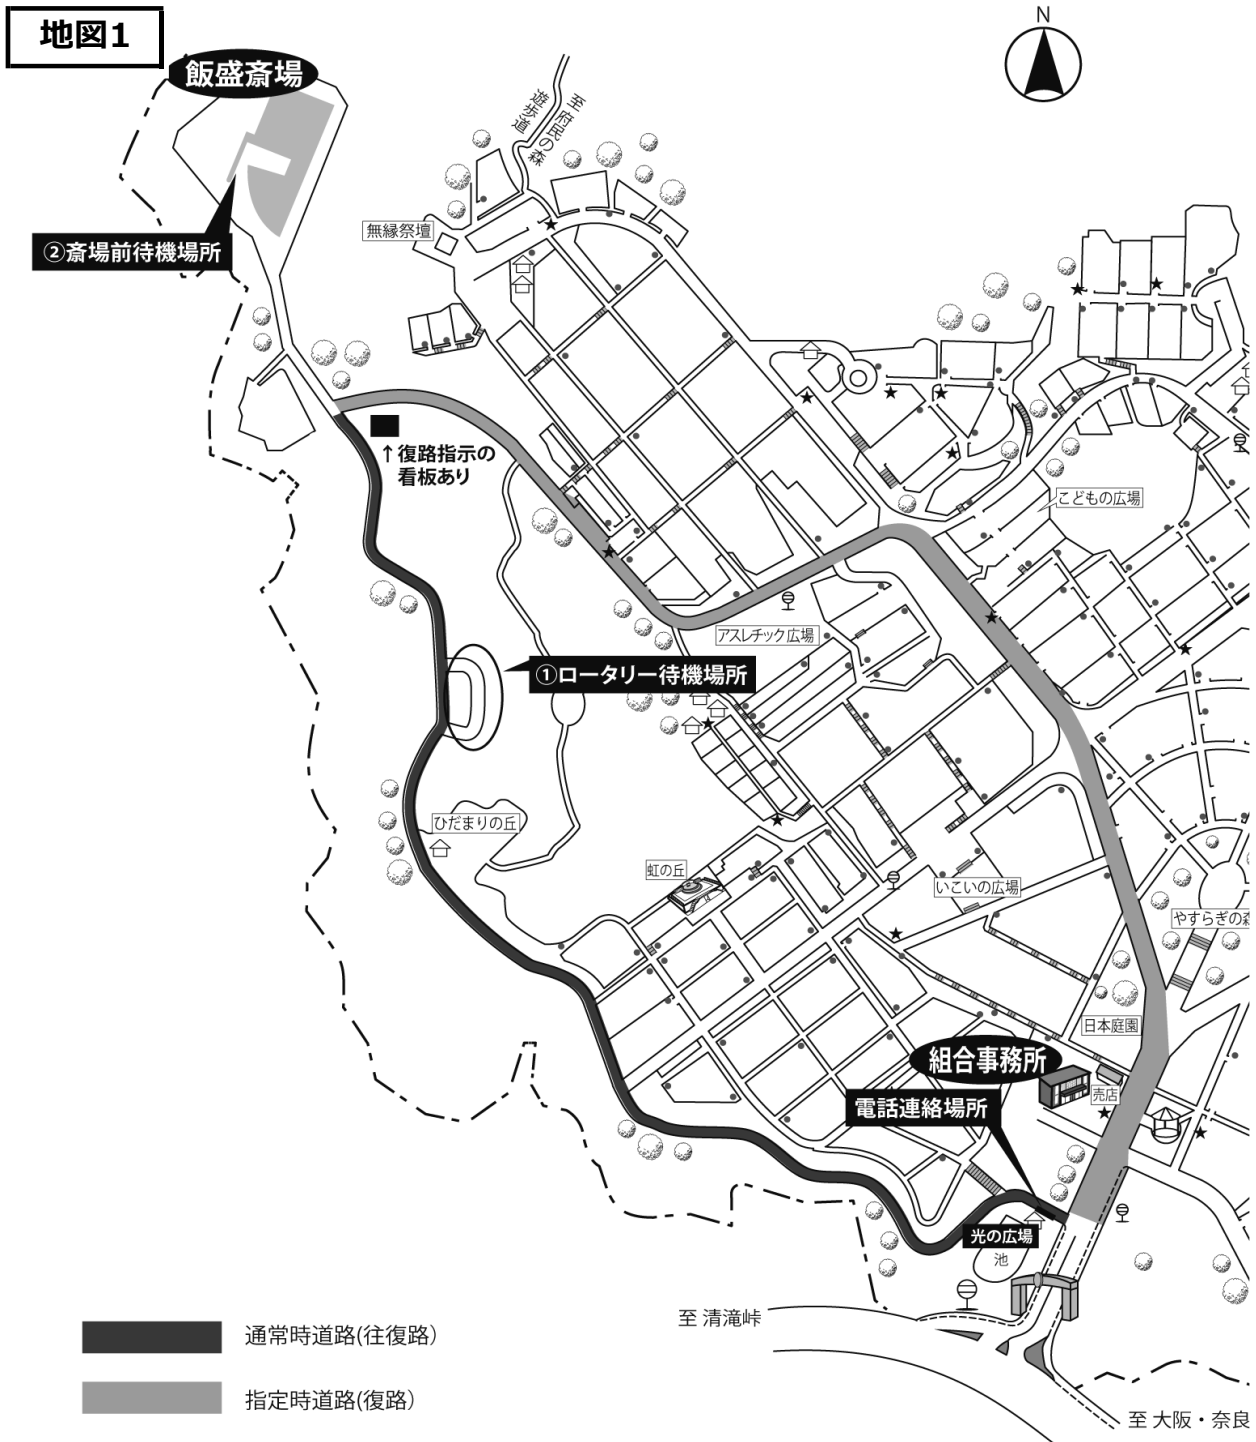 地図1
N
飯盛斎場
至府民の森
遊歩道
無縁祭壇
②斎場前待機場所
↑復路指示の
看板あり
こどもの広場
アスレチック広場
①ロータリー待機場所
ひだまりの丘
虹の丘
いこいの広場
やすらぎの森
日本庭園
組合事務所
売店
電話連絡場所
光の広場
池
至 清滝峠
通常時道路(往復路)
指定時道路(復路)
至 大阪・奈良